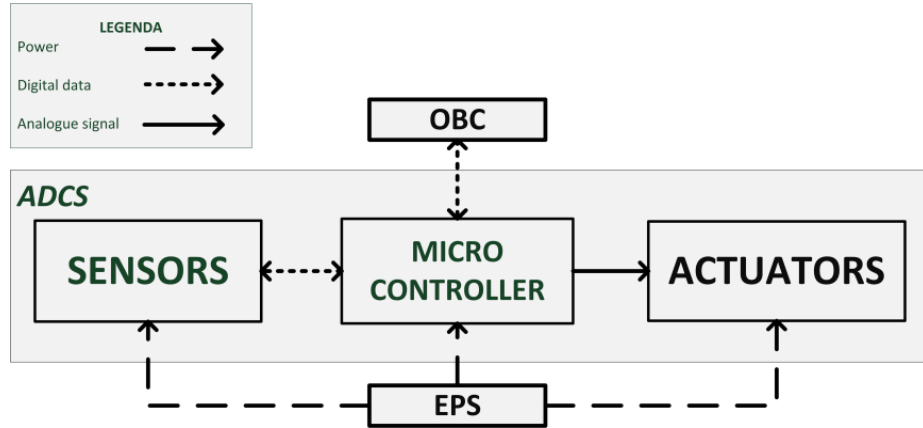 LEGENDA
Power
Digital data
Analogue signal
OBC
ADCS
SENSORS
MICRO
CONTROLLER
ACTUATORS
EPS